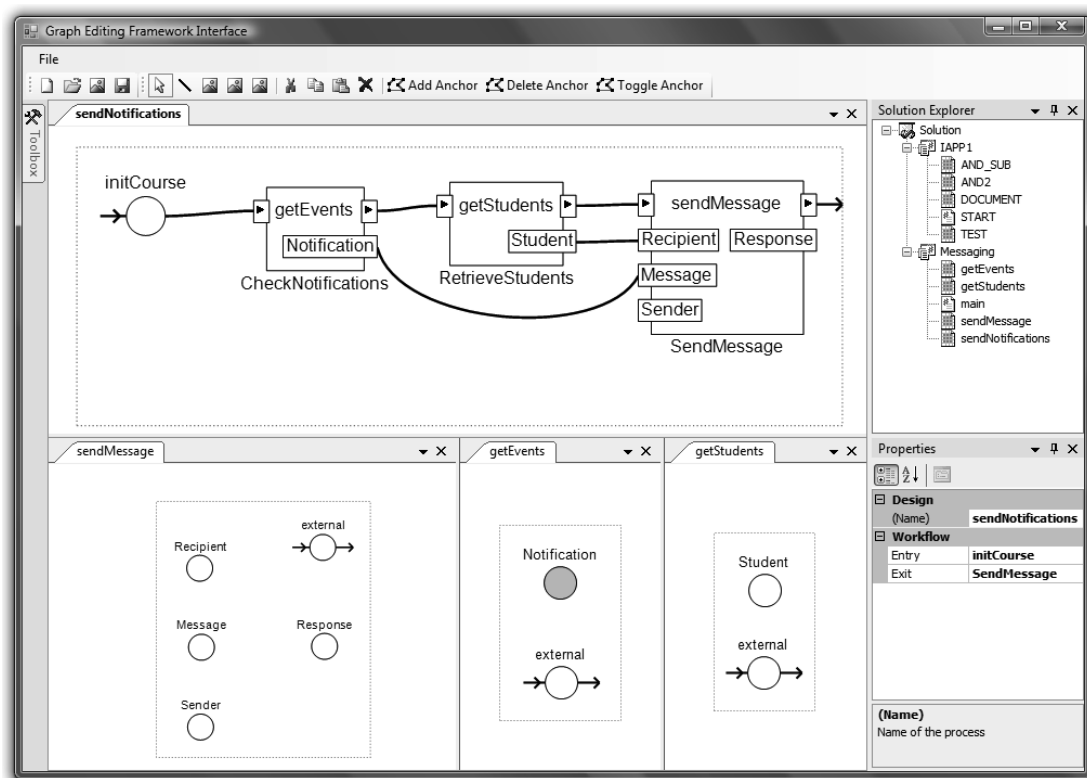 Graph Editing Framework Interface
File
Add Anchor Delete Anchor Toggle Anchor
Toolbox
sendNotifications
initCourse
getEvents
Notification
CheckNotifications
getStudents
Student
RetrieveStudents
sendMessage
Recipient Response
Message
Sender
SendMessage
Solution Explorer
Solution
IAPP1
AND_SUB
AND2
DOCUMENT
START
TEST
Messaging
getEvents
getStudents
main
sendMessage
sendNotifications
sendMessage
external
Recipient
Message Response
Sender
getEvents
Notification
external
getStudents
Student
external
Properties
Design
(Name) sendNotifications
Workflow
Entry initCourse
Exit SendMessage
(Name)
Name of the process